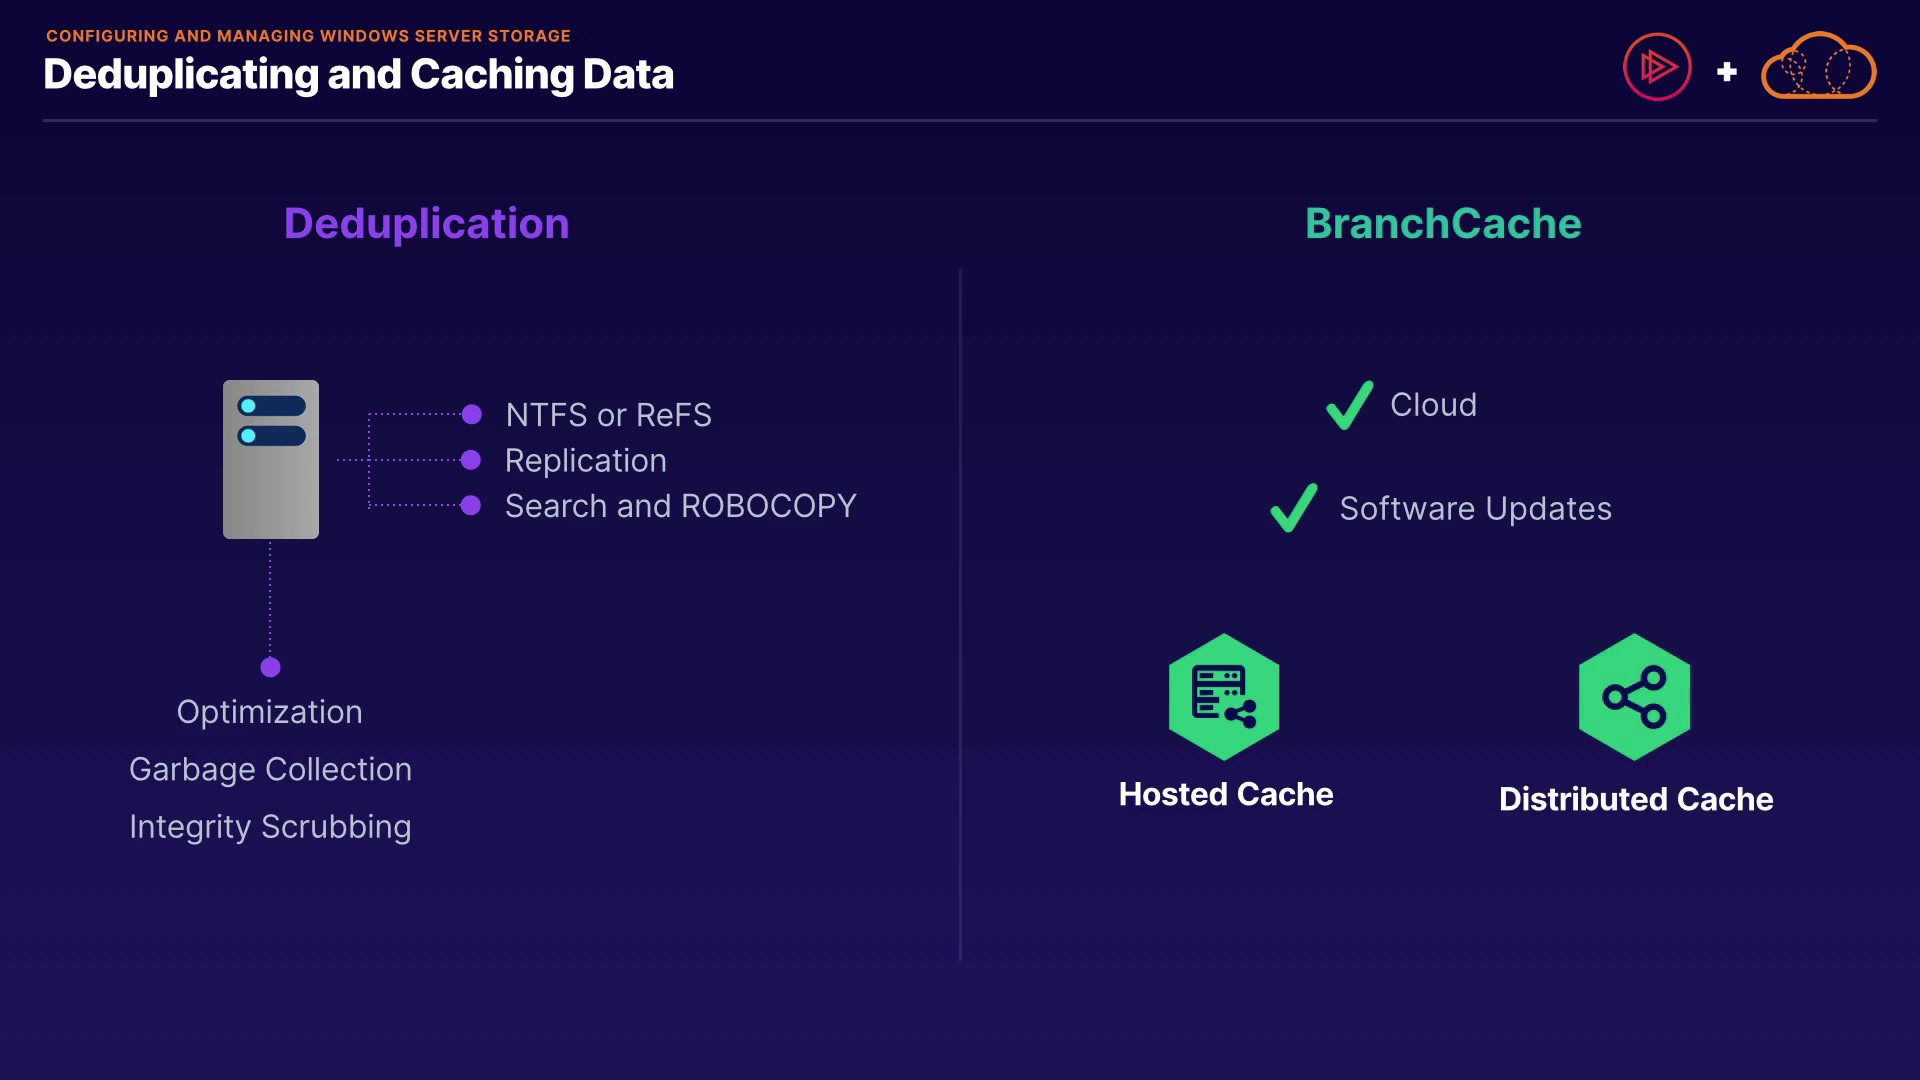 CONFIGURING AND MANAGING WINDOWS SERVER STORAGE
Deduplicating and Caching Data
Deduplication
NTFS or ReFS
Replication
Search and ROBOCOPY
Optimization
Garbage Collection
Integrity Scrubbing
BranchCache
Cloud
Software Updates
Hosted Cache
Distributed Cache